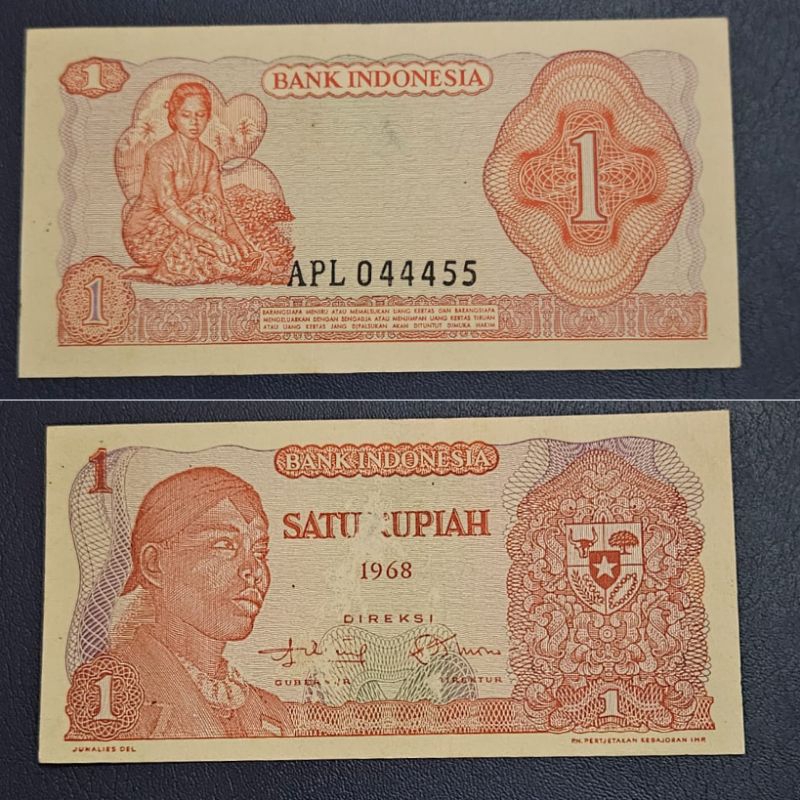 1
BANK INDONESIA
1
APL 044455
1
BARANGSIAPA MENIRU ATAU MEMALSUKAN UANG KERTAS DAN BARANGSIAPA
MENGELUARKAN DENGAN SENGADJA ATAU MENJIMPAN UANG KERTAS TIRUAN
ATAU UANG KERTAS JANG DIPALSUKAN AKAN DITUNTUT DIMUKA HAKIM
1
BANK INDONESIA
SATU RUPIAH
1968
DIREKSI
GUBERNUR DIREKTUR
1
1
JUNALIES DEL.
PN. PERTJETAKAN KEBAJORAN IMP.